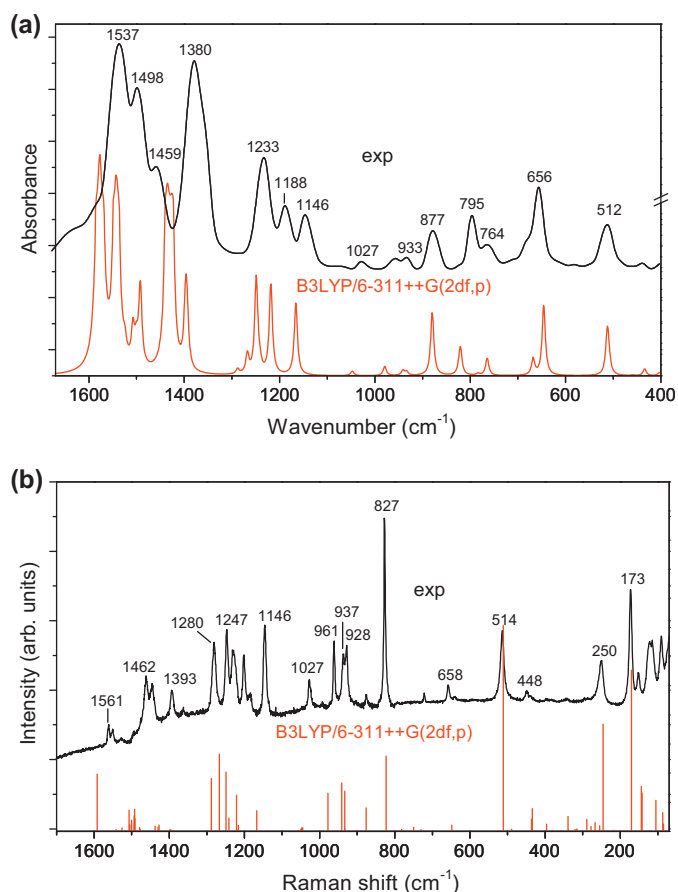 (a)
1537
1498
1459
1380
1233
1188
1146
exp
1027
933
877
795
764
656
512
B3LYP/6-311++G(2df,p)
Absorbance
1600 1400 1200 1000 800 600 400
Wavenumber (cm-1)
(b)
1561
1462
1393
1280
1247
1146
1027
961
937
928
827
exp
658
514
448
250
173
B3LYP/6-311++G(2df,p)
Intensity (arb. units)
1600 1400 1200 1000 800 600 400 200
Raman shift (cm-1)